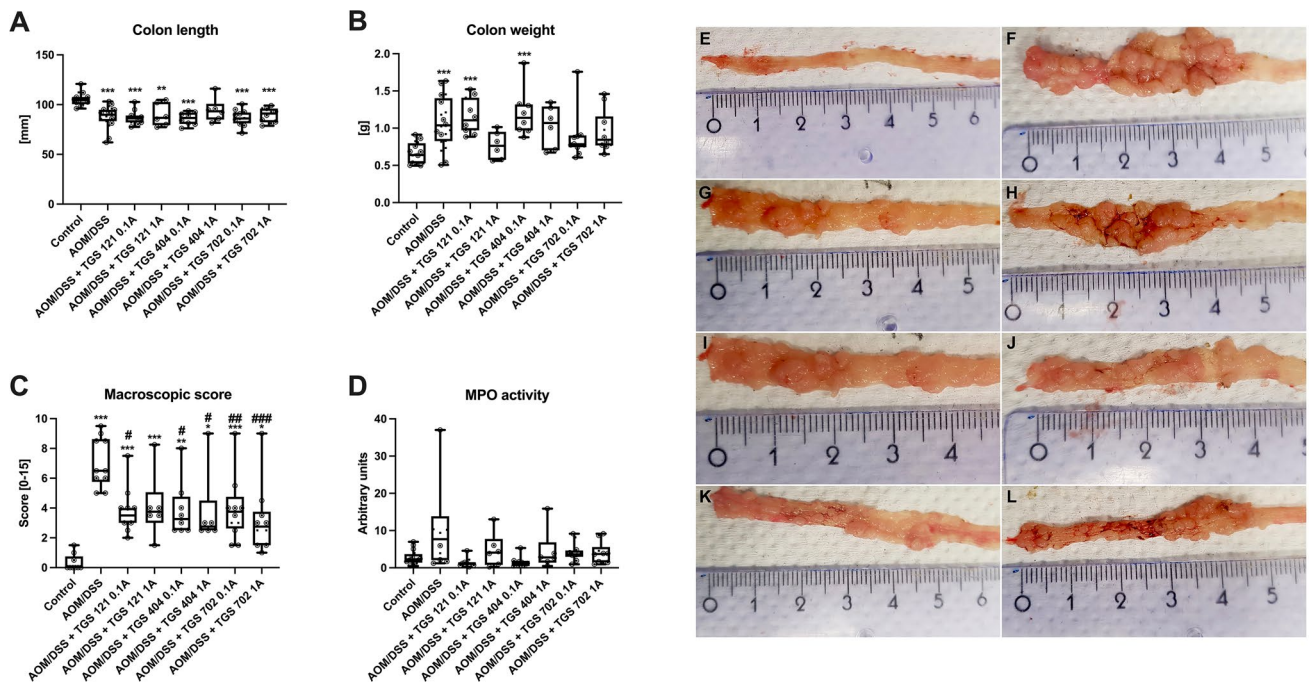 A
Colon length
[mm]
150
100
50
0
*** *** ** *** *** ***
Control
AOM/DSS
AOM/DSS + TGS 121 0.1A
AOM/DSS + TGS 121 1A
AOM/DSS + TGS 404 0.1A
AOM/DSS + TGS 404 1A
AOM/DSS + TGS 702 0.1A
AOM/DSS + TGS 702 1A
B
Colon weight
[g]
2.0
1.5
1.0
0.5
0.0
*** *** ***
Control
AOM/DSS
AOM/DSS + TGS 121 0.1A
AOM/DSS + TGS 121 1A
AOM/DSS + TGS 404 0.1A
AOM/DSS + TGS 404 1A
AOM/DSS + TGS 702 0.1A
AOM/DSS + TGS 702 1A
C
Macroscopic score
Score [0-15]
10
8
6
4
2
0
# # # ## ###
*** *** *** ** * *** *
Control
AOM/DSS
AOM/DSS + TGS 121 0.1A
AOM/DSS + TGS 121 1A
AOM/DSS + TGS 404 0.1A
AOM/DSS + TGS 404 1A
AOM/DSS + TGS 702 0.1A
AOM/DSS + TGS 702 1A
D
MPO activity
Arbitrary units
40
30
20
10
0
Control
AOM/DSS
AOM/DSS + TGS 121 0.1A
AOM/DSS + TGS 121 1A
AOM/DSS + TGS 404 0.1A
AOM/DSS + TGS 404 1A
AOM/DSS + TGS 702 0.1A
AOM/DSS + TGS 702 1A
E
0 1 2 3 4 5 6
F
0 1 2 3 4 5
G
0 1 2 3 4 5
H
0 1 2 3 4 5
I
0 1 2 3 4
J
0 1 2 3 4
K
0 1 2 3 4 5 6
L
0 1 2 3 4 5